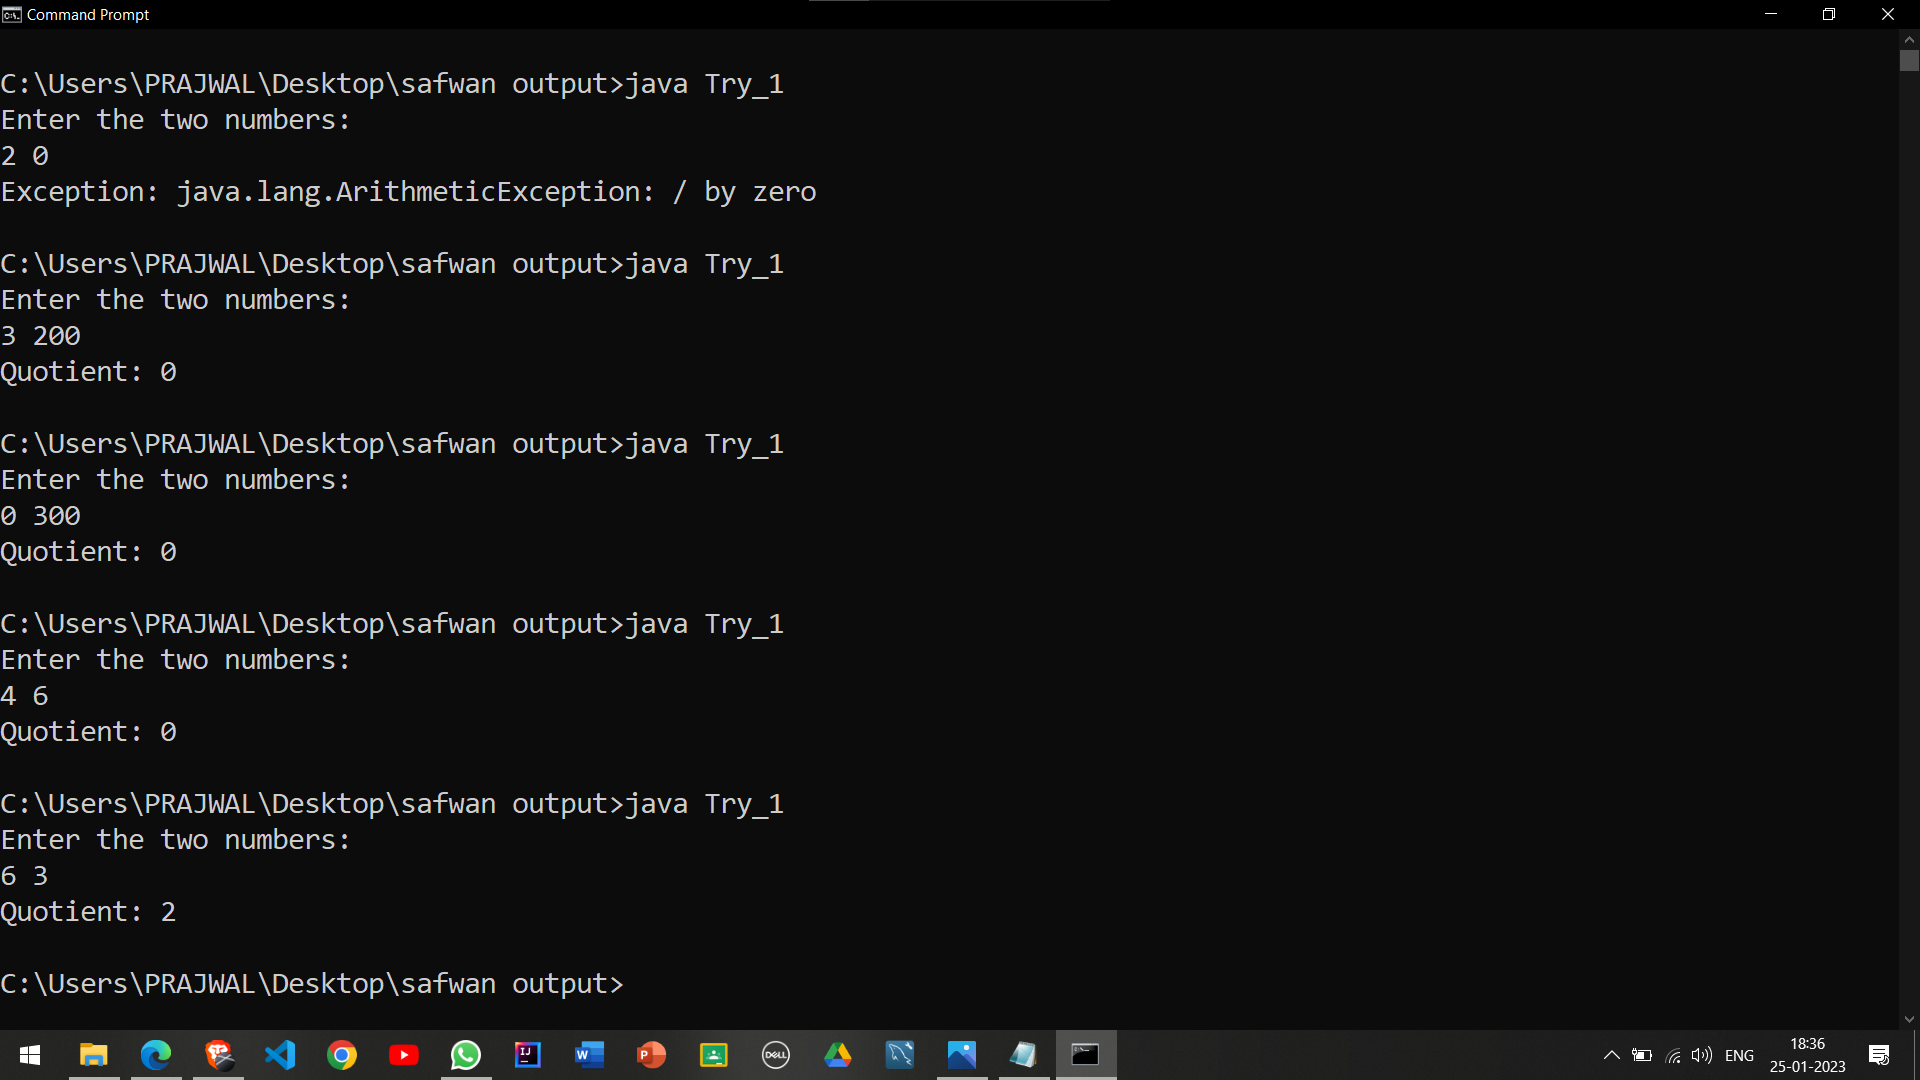 Command Prompt
C:\Users\PRAJWAL\Desktop\safwan output>java Try_1
Enter the two numbers:
2 0
Exception: java.lang.ArithmeticException: / by zero
C:\Users\PRAJWAL\Desktop\safwan output>java Try_1
Enter the two numbers:
3 200
Quotient: 0
C:\Users\PRAJWAL\Desktop\safwan output>java Try_1
Enter the two numbers:
0 300
Quotient: 0
C:\Users\PRAJWAL\Desktop\safwan output>java Try_1
Enter the two numbers:
4 6
Quotient: 0
C:\Users\PRAJWAL\Desktop\safwan output>java Try_1
Enter the two numbers:
6 3
Quotient: 2
C:\Users\PRAJWAL\Desktop\safwan output>
ENG
18:36
25-01-2023